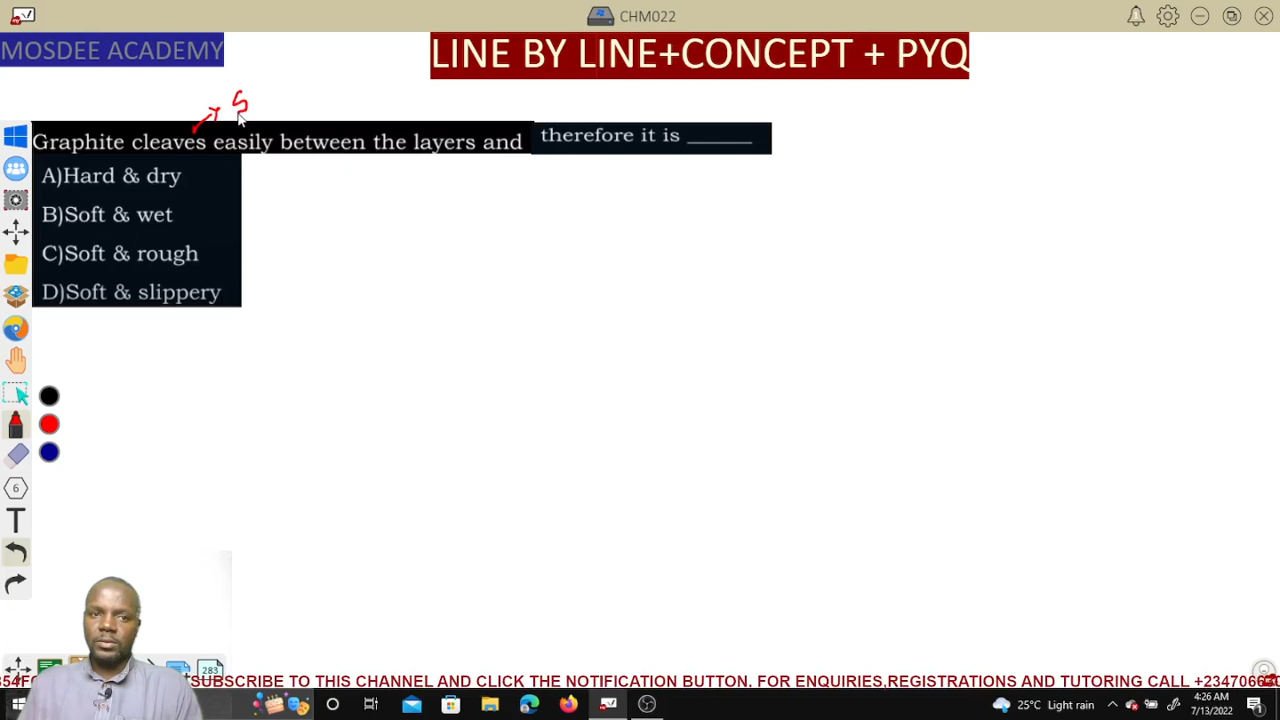 CHM022
MOSDEE ACADEMY
LINE BY LINE+CONCEPT + PYQ
S
Graphite cleaves easily between the layers and therefore it is ______
A)Hard & dry
B)Soft & wet
C)Soft & rough
D)Soft & slippery
6
T
283
SUBSCRIBE TO THIS CHANNEL AND CLICK THE NOTIFICATION BUTTON. FOR ENQUIRIES.REGISTRATIONS AND TUTORING CALL
25°C Light rain
4:26 AM
7/13/2022